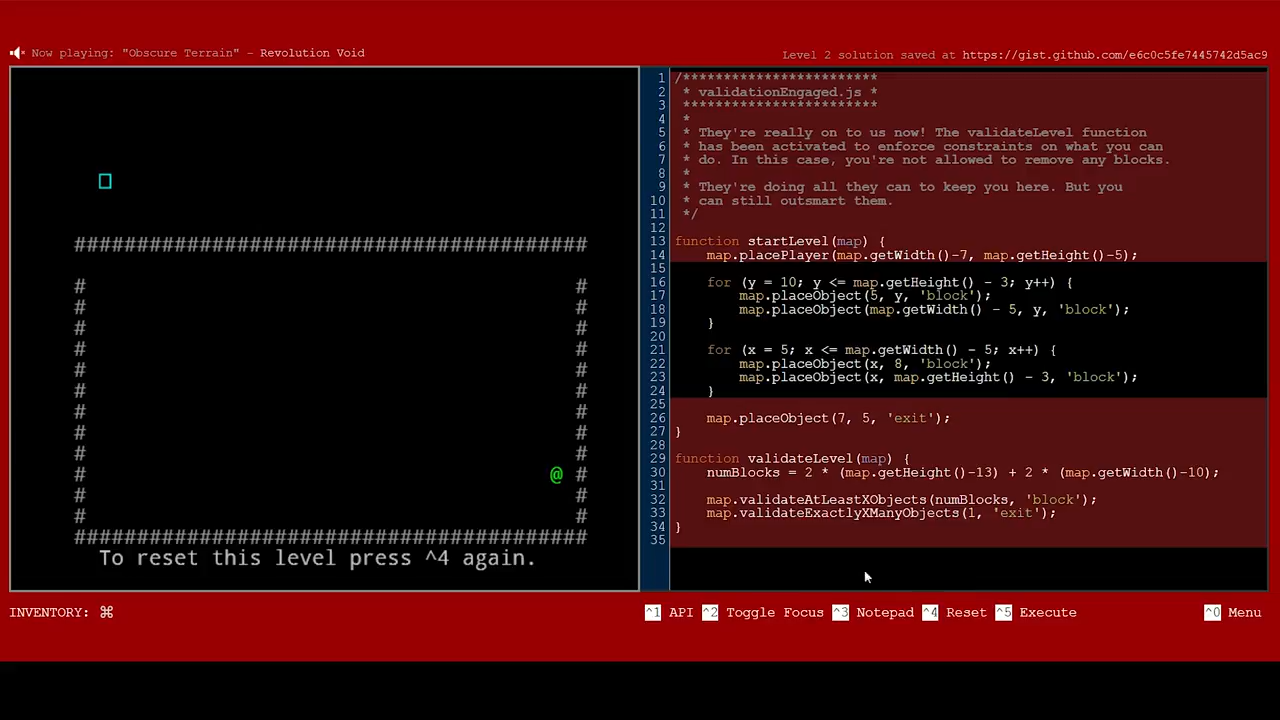 Now playing: "Obscure Terrain" - Revolution Void
Level 2 solution saved at https://gist.github.com/e6c0c5fe7445742d5ac9
##########################################
# #
# #
# #
# #
# #
# #
# #
# #
# #
# @ #
# #
# #
##########################################
To reset this level press ^4 again.
1 /************************
2 * validationEngaged.js *
3 ************************
4 *
5 * They're really on to us now! The validateLevel function
6 * has been activated to enforce constraints on what you can
7 * do. In this case, you're not allowed to remove any blocks.
8 *
9 * They're doing all they can to keep you here. But you
10 * can still outsmart them.
11 */
12
13 function startLevel(map) {
14 map.placePlayer(map.getWidth()-7, map.getHeight()-5);
15
16 for (y = 10; y <= map.getHeight() - 3; y++) {
17 map.placeObject(5, y, 'block');
18 map.placeObject(map.getWidth() - 5, y, 'block');
19 }
20
21 for (x = 5; x <= map.getWidth() - 5; x++) {
22 map.placeObject(x, 8, 'block');
23 map.placeObject(x, map.getHeight() - 3, 'block');
24 }
25
26 map.placeObject(7, 5, 'exit');
27 }
28
29 function validateLevel(map) {
30 numBlocks = 2 * (map.getHeight()-13) + 2 * (map.getWidth()-10);
31
32 map.validateAtLeastXObjects(numBlocks, 'block');
33 map.validateExactlyXManyObjects(1, 'exit');
34 }
35
INVENTORY: ⌘
^1 API ^2 Toggle Focus ^3 Notepad ^4 Reset ^5 Execute ^0 Menu